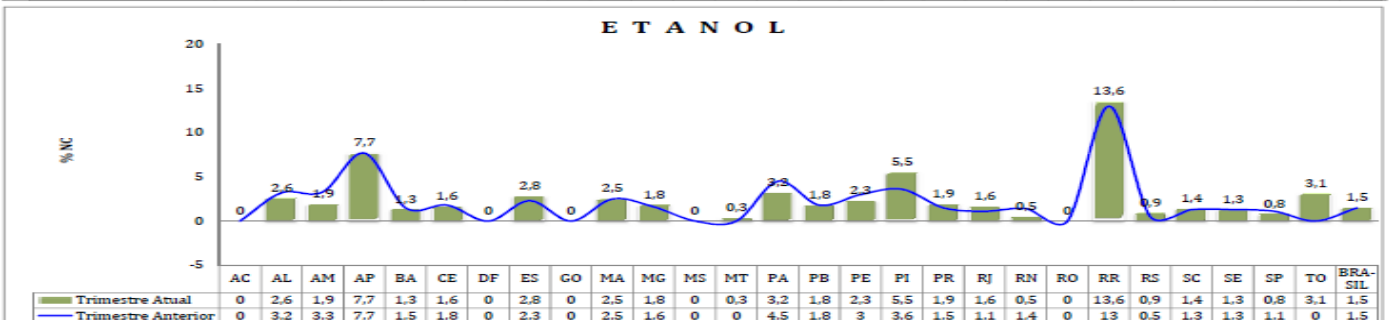 E T A N O L
20
15
10
5
0
-5
% NC
0 2,6 1,9 7,7 1,3 1,6 0 2,8 0 2,5 1,8 0 0,3 3,2 1,8 2,3 5,5 1,9 1,6 0,5 0 13,6 0,9 1,4 1,3 0,8 3,1 1,5
AC AL AM AP BA CE DF ES GO MA MG MS MT PA PB PE PI PR RJ RN RO RR RS SC SE SP TO BRA-
SIL
Trimestre Atual 0 2,6 1,9 7,7 1,3 1,6 0 2,8 0 2,5 1,8 0 0,3 3,2 1,8 2,3 5,5 1,9 1,6 0,5 0 13,6 0,9 1,4 1,3 0,8 3,1 1,5
Trimestre Anterior 0 3,2 3,3 7,7 1,5 1,8 0 2,3 0 2,5 1,6 0 0 4,5 1,8 3 3,6 1,5 1,1 1,4 0 13 0,5 1,3 1,3 1,1 0 1,5